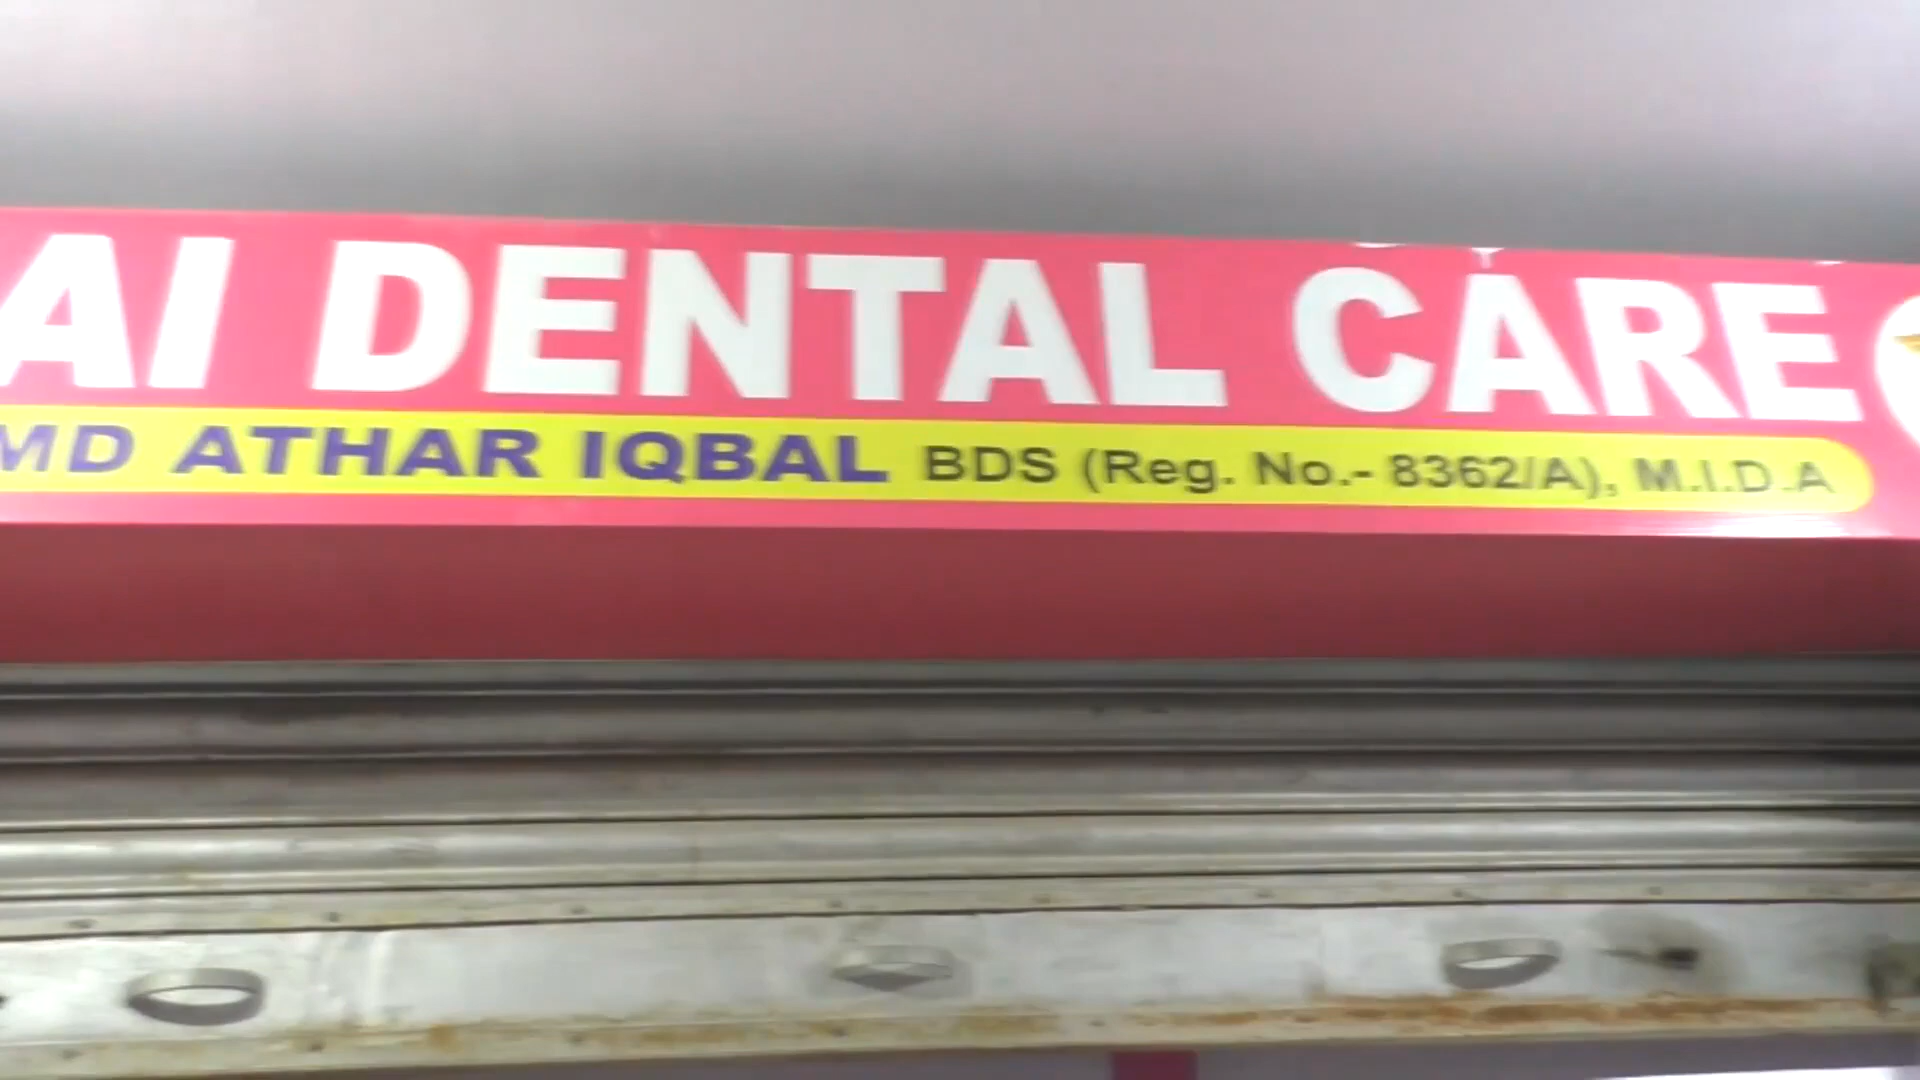 AI DENTAL CARE
MD ATHAR IQBAL BDS (Reg. No.- 8362/A), M.I.D.A